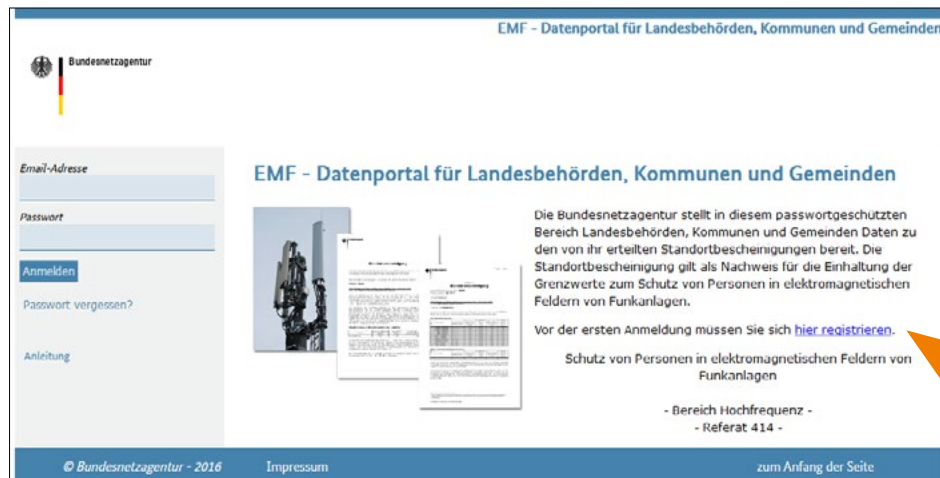 EMF - Datenportal für Landesbehörden, Kommunen und Gemeinden
Bundesnetzagentur
Email-Adresse
Passwort
Anmelden
Passwort vergessen?
Anleitung
EMF - Datenportal für Landesbehörden, Kommunen und Gemeinden
Die Bundesnetzagentur stellt in diesem passwortgeschützten
Bereich Landesbehörden, Kommunen und Gemeinden Daten zu
den von ihr erteilten Standortbescheinigungen bereit. Die
Standortbescheinigung gilt als Nachweis für die Einhaltung der
Grenzwerte zum Schutz von Personen in elektromagnetischen
Feldern von Funkanlagen.
Vor der ersten Anmeldung müssen Sie sich hier registrieren.
Schutz von Personen in elektromagnetischen Feldern von
Funkanlagen
- Bereich Hochfrequenz -
- Referat 414 -
© Bundesnetzagentur - 2016
Impressum
zum Anfang der Seite